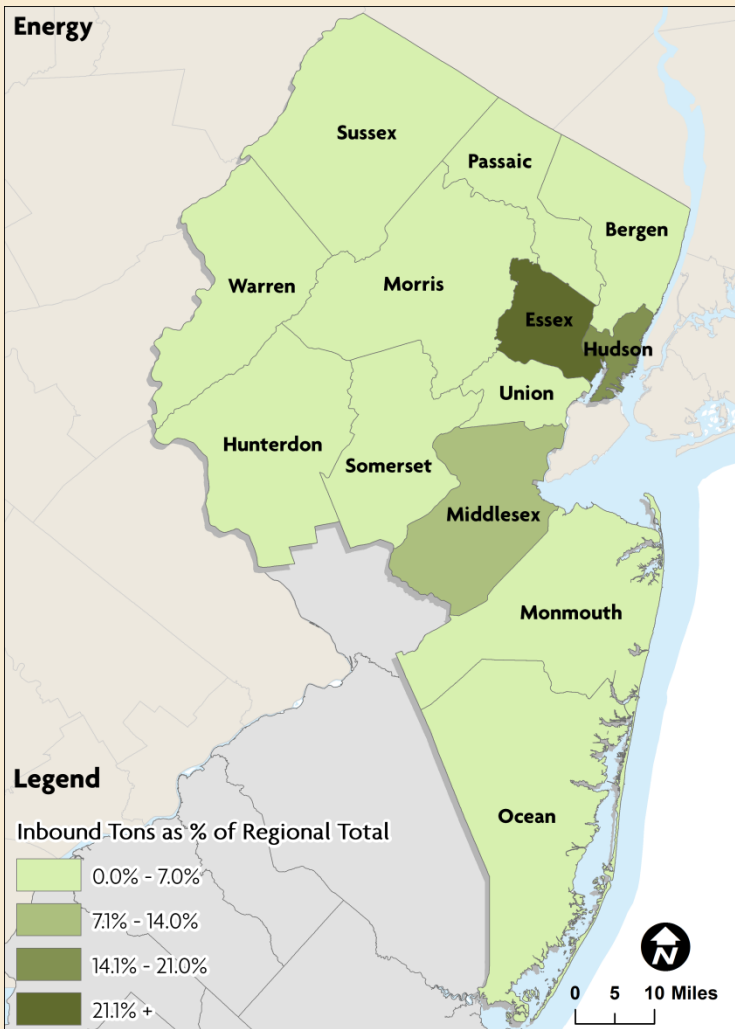 Energy
Sussex
Passaic
Bergen
Warren
Morris
Essex
Hudson
Union
Hunterdon
Somerset
Middlesex
Monmouth
Ocean
Legend
Inbound Tons as % of Regional Total
0.0% - 7.0%
7.1% - 14.0%
14.1% - 21.0%
21.1% +
N
0 5 10 Miles